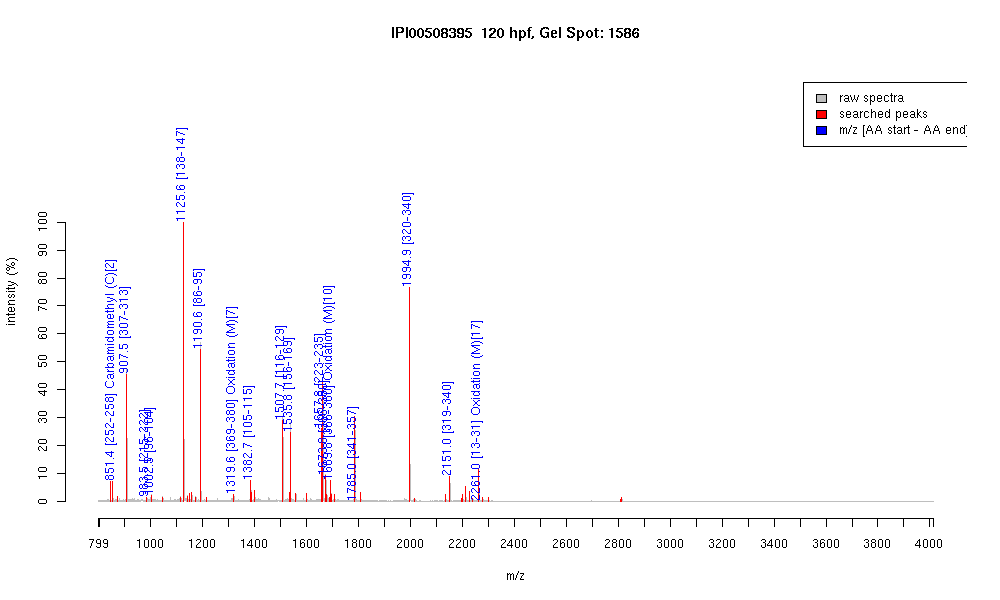 IPI00508395 120 hpf, Gel Spot: 1586
raw spectra
searched peaks
m/z [AA start - AA end]
intensity (%)
100
90
80
70
60
50
40
30
20
10
0
851.4 [252-258] Carbamidomethyl (C)[2]
907.5 [307-313]
1125.6 [138-147]
1190.6 [86-95]
1319.6 [369-380] Oxidation (M)[7]
1382.7 [105-115]
1507.7 [116-129]
1535.8 [156-169]
1785.0 [341-357]
1994.9 [320-340]
2151.0 [319-340]
2261.0 [13-31] Oxidation (M)[17]
799 1000 1200 1400 1600 1800 2000 2200 2400 2600 2800 3000 3200 3400 3600 3800 4000
m/z